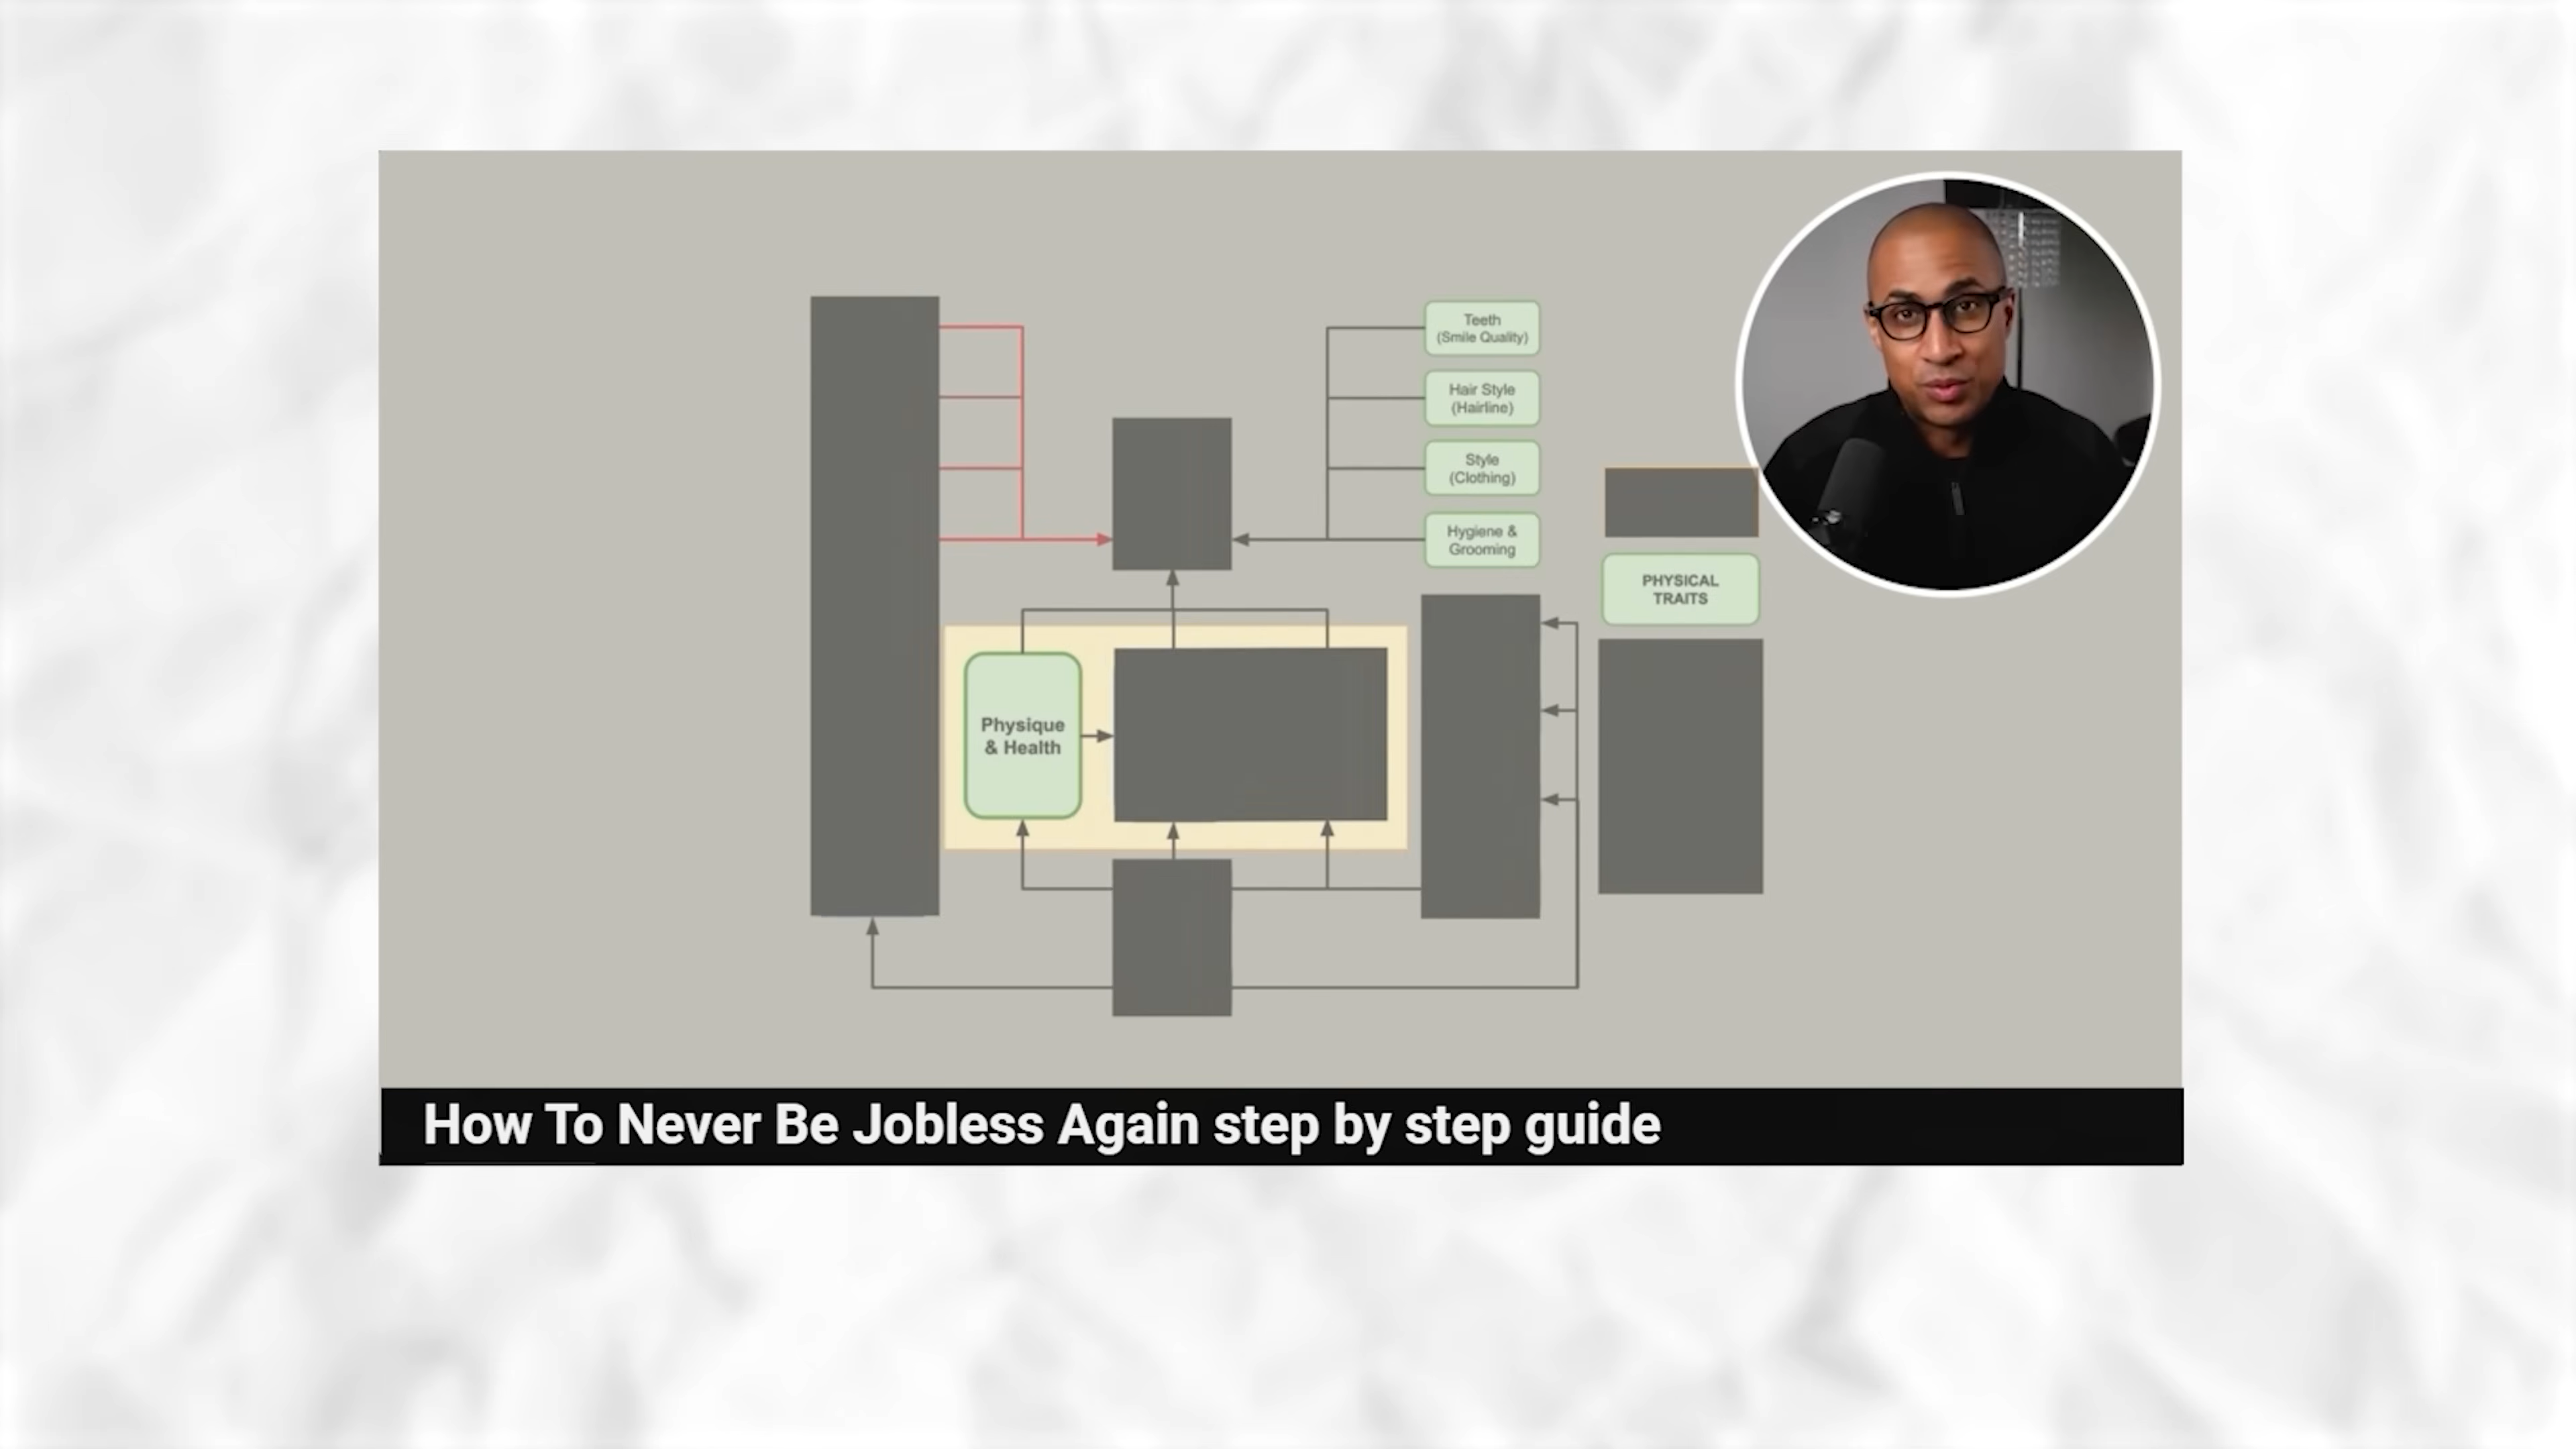 Teeth
(Smile Quality)
Hair Style
(Hairline)
Style
(Clothing)
Hygiene &
Grooming
PHYSICAL
TRAITS
Physique
& Health
How To Never Be Jobless Again step by step guide